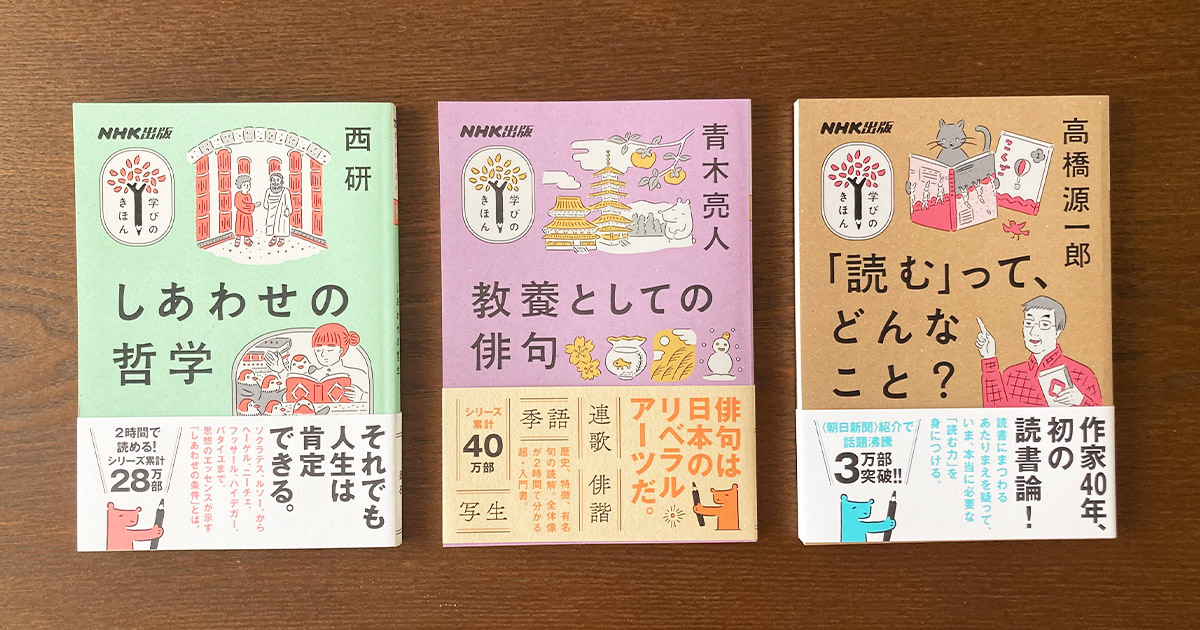 NHK出版
学びの
きほん
西研
しあわせの
哲学
それでも
人生は
肯定
できる。
ソクラテス、ルソー、から
ヘーゲル、ニーチェ、
フッサール、ハイデガー、
バタイユまで。
思想のエッセンスが示す
「しあわせの条件」とは。
2時間で
読める!
シリーズ累計
28万部
NHK出版
学びの
きほん
青木亮人
教養としての
俳句
俳句は
日本の
リベラル
アーツだ。
連歌 俳諧
季語
歴史、特徴、有名
句の読解。全体像
が2時間で分かる
超・入門書。
シリーズ
累計
40
万部
写生
NHK出版
学びの
きほん
高橋源一郎
「読む」って、
どんな
こと?
作家40年、
初の
読書論!
読書にまつわる
あたりまえを疑って、
いま、本当に必要な
「読む力」を
身につける。
〈朝日新聞〉紹介で
話題沸騰
3万部
突破!!